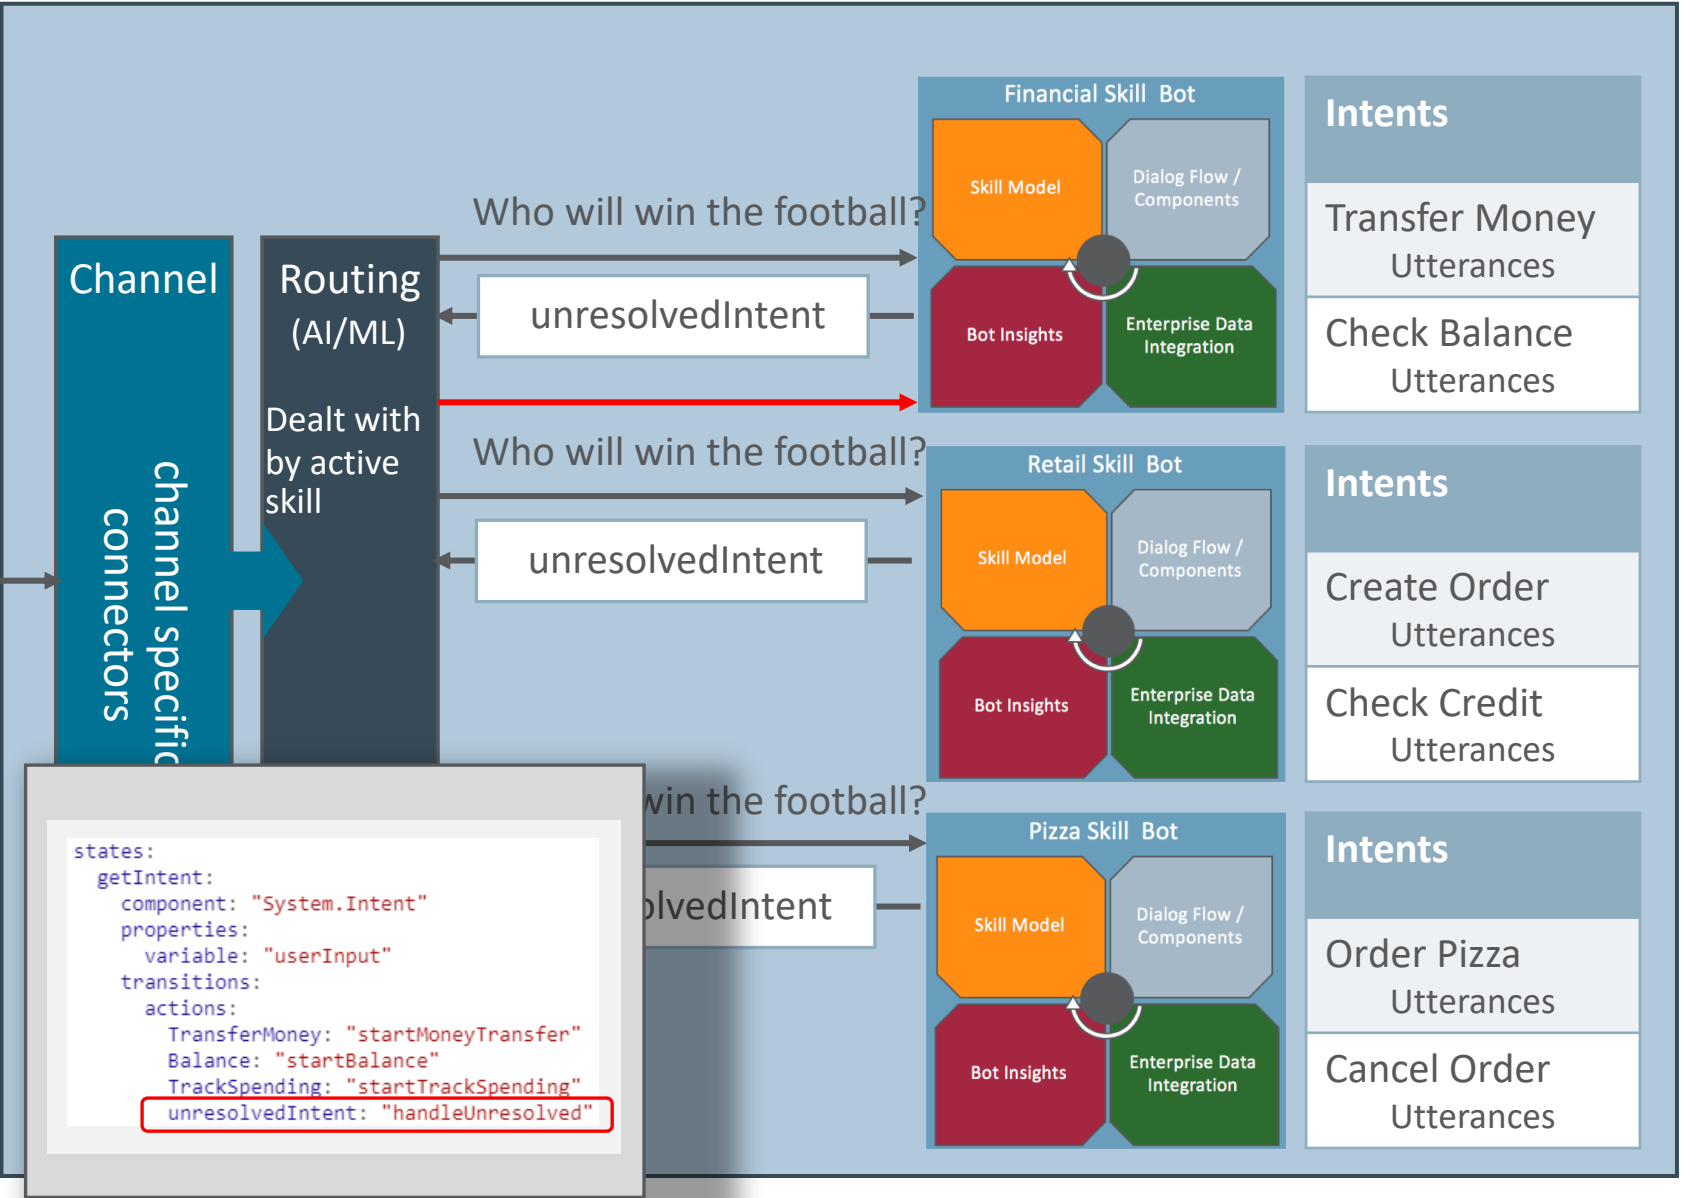 Channel
channel specific
connectors
Routing
(AI/ML)
Dealt with
by active
skill
Who will win the football?
unresolvedIntent
Who will win the football?
unresolvedIntent
win the football?
Financial Skill Bot
Skill Model
Dialog Flow /
Components
Bot Insights
Enterprise Data
Integration
Intents
Transfer Money
Utterances
Check Balance
Utterances
Retail Skill Bot
Skill Model
Dialog Flow /
Components
Bot Insights
Enterprise Data
Integration
Intents
Create Order
Utterances
Check Credit
Utterances
Pizza Skill Bot
Skill Model
Dialog Flow /
Components
Bot Insights
Enterprise Data
Integration
Intents
Order Pizza
Utterances
Cancel Order
Utterances
states:
getIntent:
component: "System.Intent"
properties:
variable: "userInput"
transitions:
actions:
TransferMoney: "startMoneyTransfer"
Balance: "startBalance"
TrackSpending: "startTrackSpending"
unresolvedIntent: "handleUnresolved"